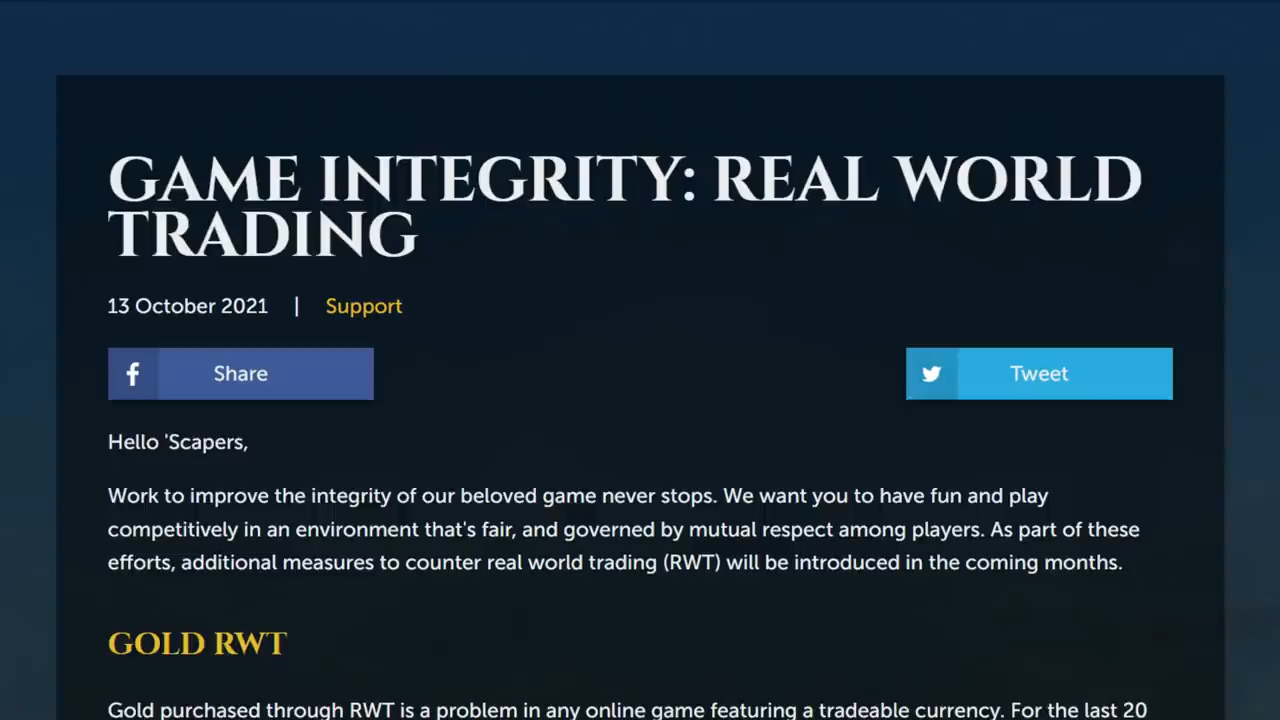 GAME INTEGRITY: REAL WORLD
TRADING
13 October 2021 | Support
f Share
Tweet
Hello 'Scapers,
Work to improve the integrity of our beloved game never stops. We want you to have fun and play
competitively in an environment that's fair, and governed by mutual respect among players. As part of these
efforts, additional measures to counter real world trading (RWT) will be introduced in the coming months.
GOLD RWT
Gold purchased through RWT is a problem in any online game featuring a tradeable currency. For the last 20